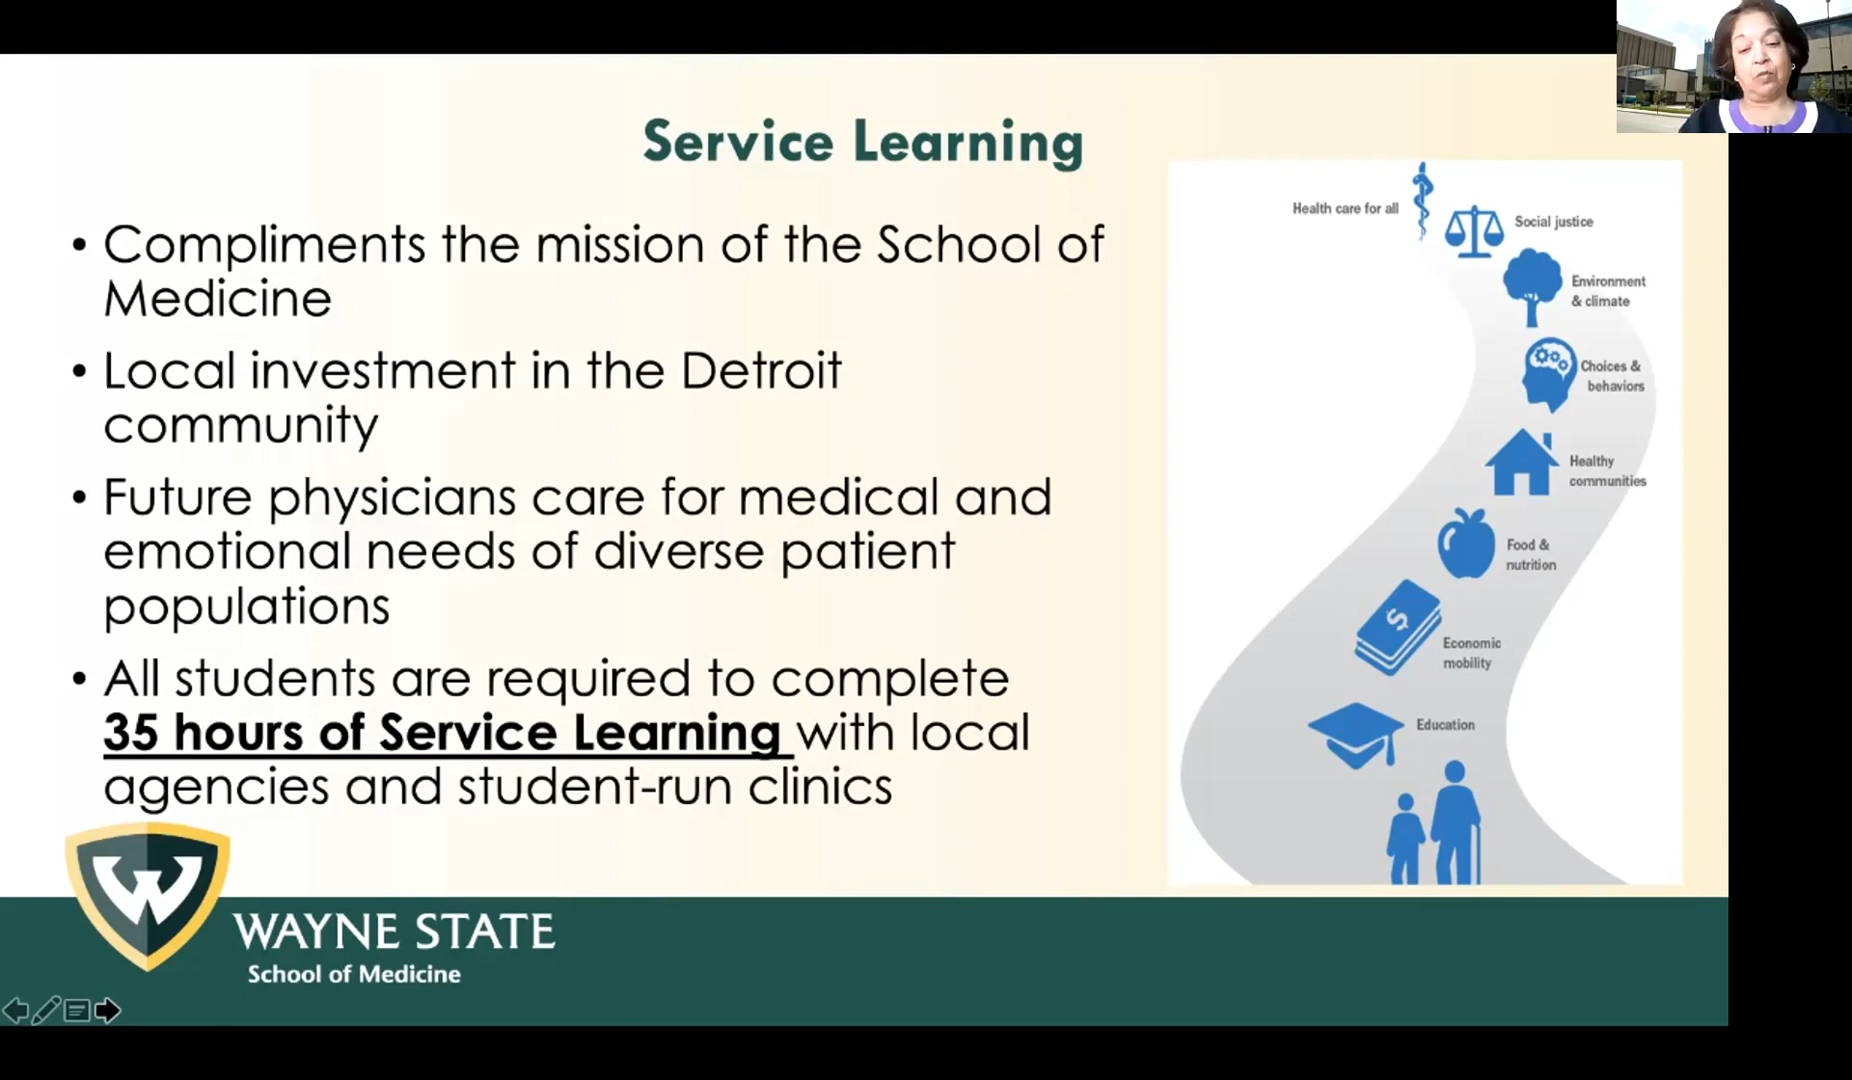 Service Learning
• Compliments the mission of the School of
Medicine
• Local investment in the Detroit
community
• Future physicians care for medical and
emotional needs of diverse patient
populations
• All students are required to complete
35 hours of Service Learning with local
agencies and student-run clinics
Health care for all
Social justice
Environment
& climate
Choices &
behaviors
Healthy
communities
Food &
nutrition
$
Economic
mobility
Education
W
WAYNE STATE
School of Medicine